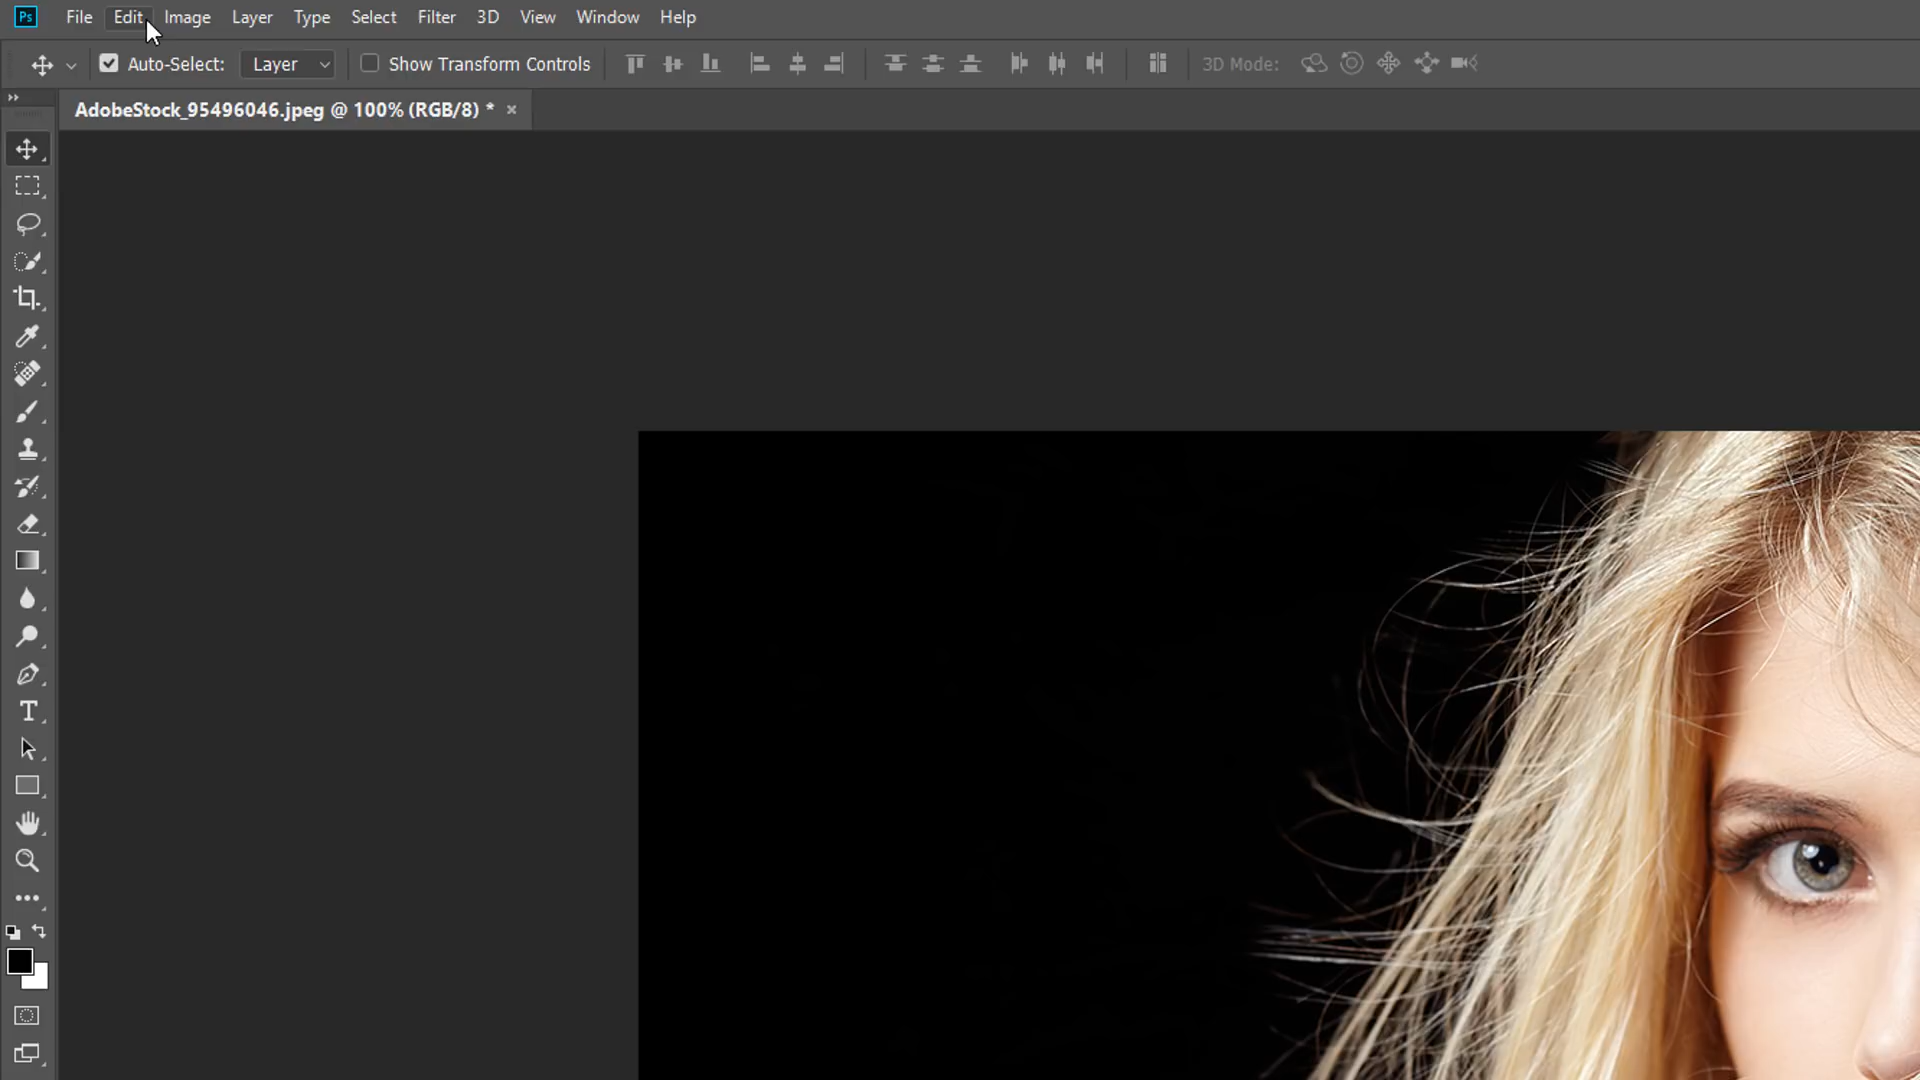 Ps File Edit Image Layer Type Select Filter 3D View Window Help
Auto-Select: Layer Show Transform Controls 3D Mode:
AdobeStock_95496046.jpeg @ 100% (RGB/8) * ×